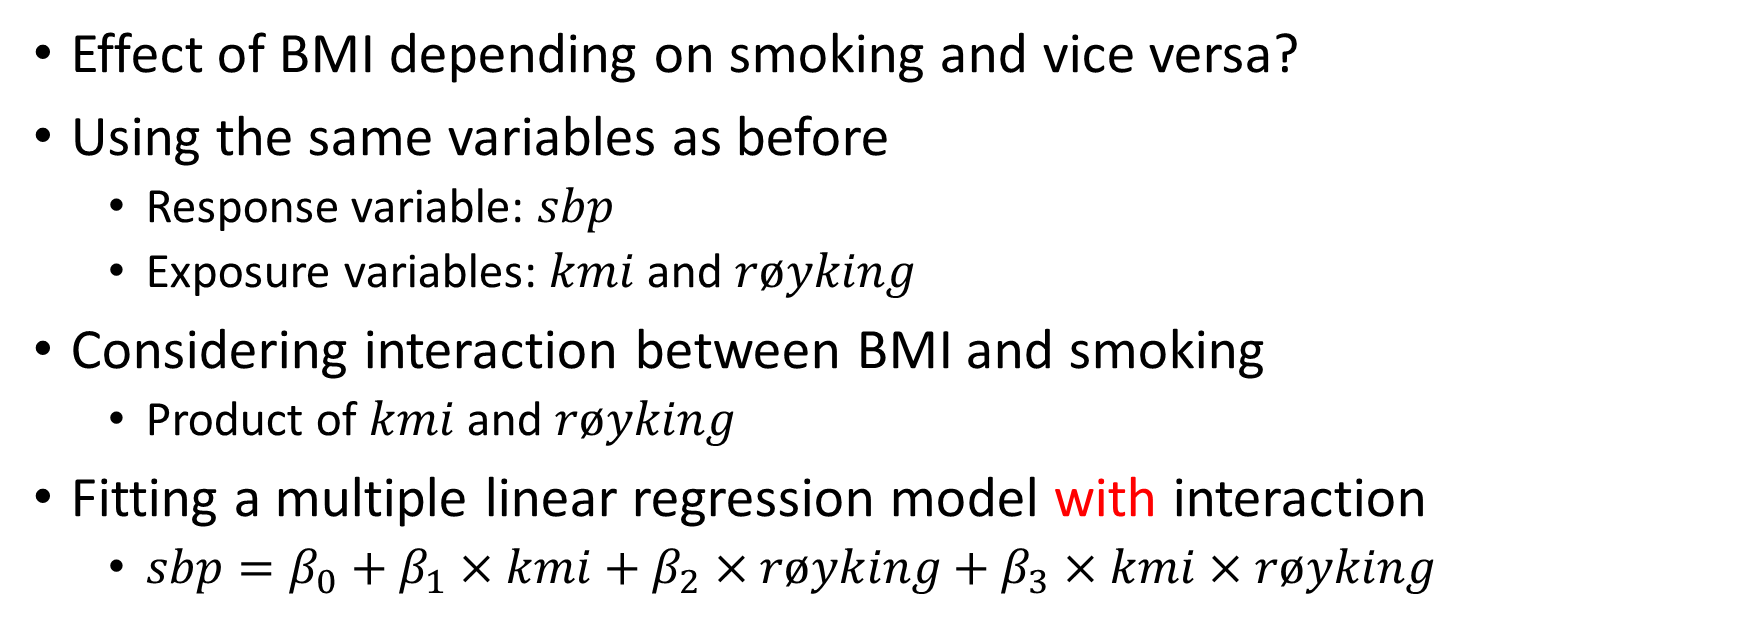 • Effect of BMI depending on smoking and vice versa?
• Using the same variables as before
• Response variable: sbp
• Exposure variables: kmi and røyking
• Considering interaction between BMI and smoking
• Product of kmi and røyking
• Fitting a multiple linear regression model with interaction
• sbp = β₀ + β₁ × kmi + β₂ × røyking + β₃ × kmi × røyking